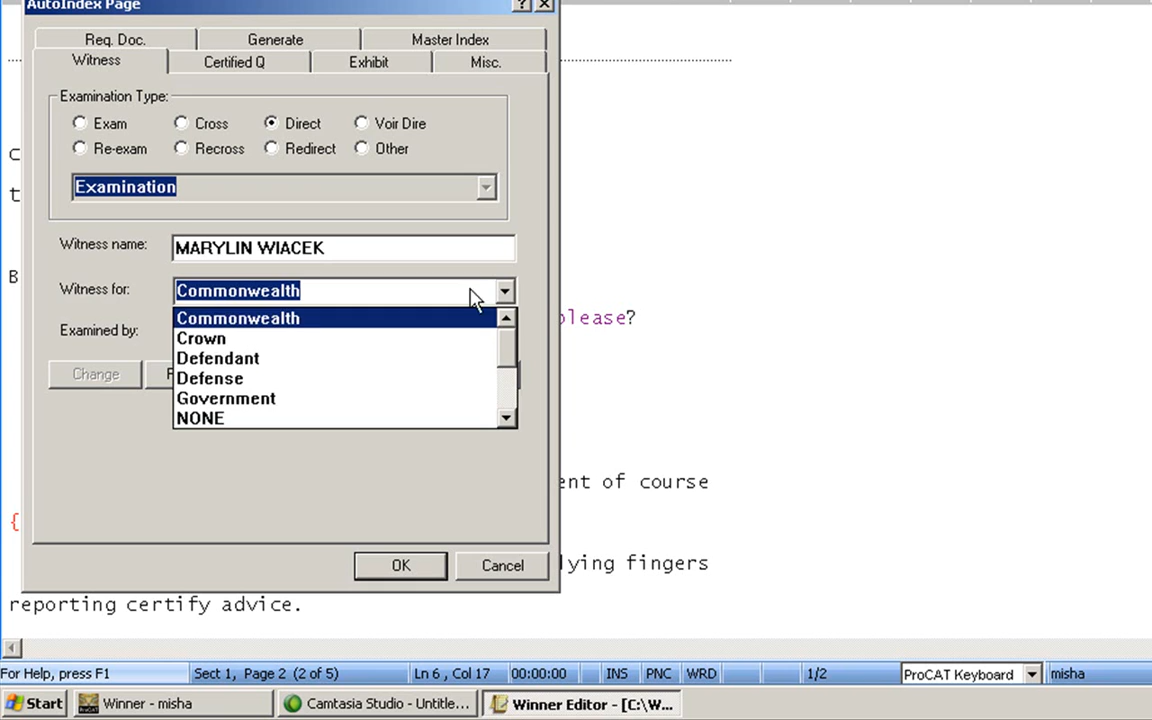 AutoIndex Page
Req. Doc. Generate Master Index
Witness Certified Q Exhibit Misc.
Examination Type:
Exam Cross Direct Voir Dire
Re-exam Recross Redirect Other
Examination
Witness name: MARYLIN WIACEK
Witness for: Commonwealth
Commonwealth
please?
Crown
Examined by:
Defendant
Change
Defense
Government
NONE
ent of course
{
OK Cancel
lying fingers
reporting certify advice.
For Help, press F1 Sect 1, Page 2 (2 of 5) Ln 6 , Col 17 00:00:00 INS PNC WRD 1/2 ProCAT Keyboard misha
Start Winner - misha Camtasia Studio - Untitle... Winner Editor - [C:\W...